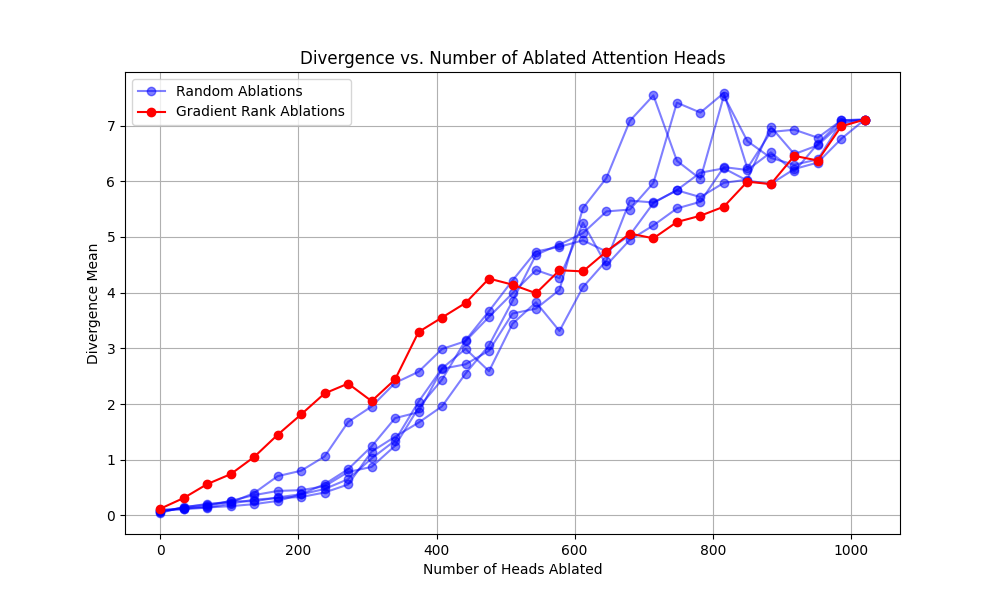 Divergence vs. Number of Ablated Attention Heads
Random Ablations
Gradient Rank Ablations
Divergence Mean
7
6
5
4
3
2
1
0
0 200 400 600 800 1000
Number of Heads Ablated